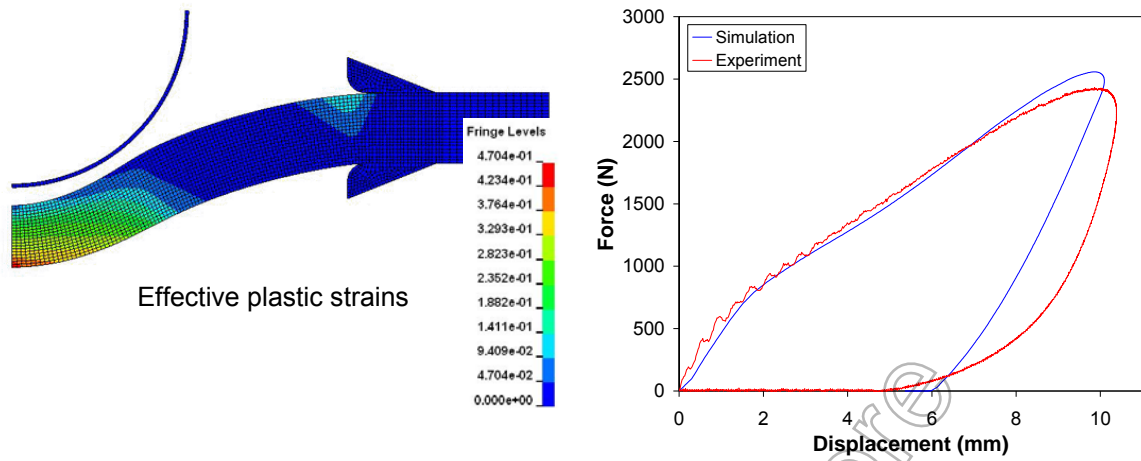 Effective plastic strains
Fringe Levels
4.704e-01
4.234e-01
3.764e-01
3.293e-01
2.823e-01
2.352e-01
1.882e-01
1.411e-01
9.409e-02
4.704e-02
0.000e+00
Force (N)
3000
2500
2000
1500
1000
500
0
Simulation
Experiment
0 2 4 6 8 10
Displacement (mm)